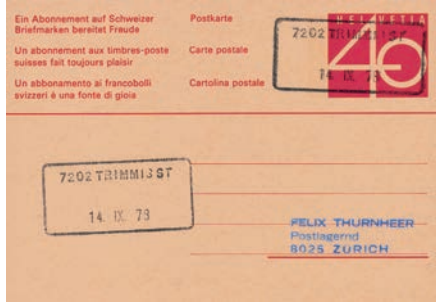 Ein Abonnement auf Schweizer
Briefmarken bereitet Freude
Un abonnement aux timbres-poste
suisses fait toujours plaisir
Un abbonamento ai francobolli
svizzeri è una fonte di gioia
Postkarte
Carte postale
Cartolina postale
HELVETIA
40
7202 TRIMMIS ST
14. IX. 79
7202 TRIMMIS ST
14. IX. 79
FELIX THURNHEER
Postlagernd
8025 ZÜRICH